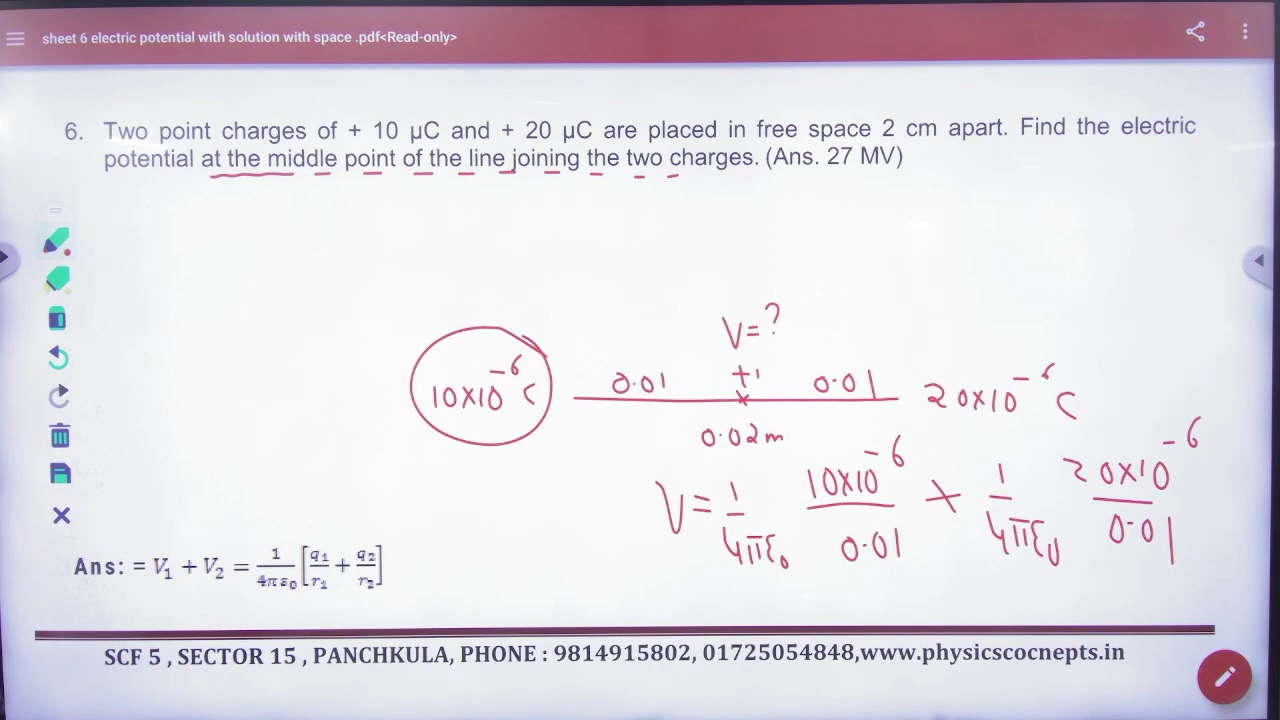 sheet 6 electric potential with solution with space .pdf<Read-only>
6. Two point charges of + 10 μC and + 20 μC are placed in free space 2 cm apart. Find the electric
potential at the middle point of the line joining the two charges. (Ans. 27 MV)
V=?
10×10⁻⁶ C 0.01 +1 0.01 20×10⁻⁶ C
×
0.02m
V = 1/4πε₀ 10×10⁻⁶/0.01 + 1/4πε₀ 20×10⁻⁶/0.01
Ans: = V₁ + V₂ = 1/4πε₀ [q₁/r₁ + q₂/r₂]
SCF 5 , SECTOR 15 , PANCHKULA, PHONE : 9814915802, 01725054848,www.physicscocnepts.in